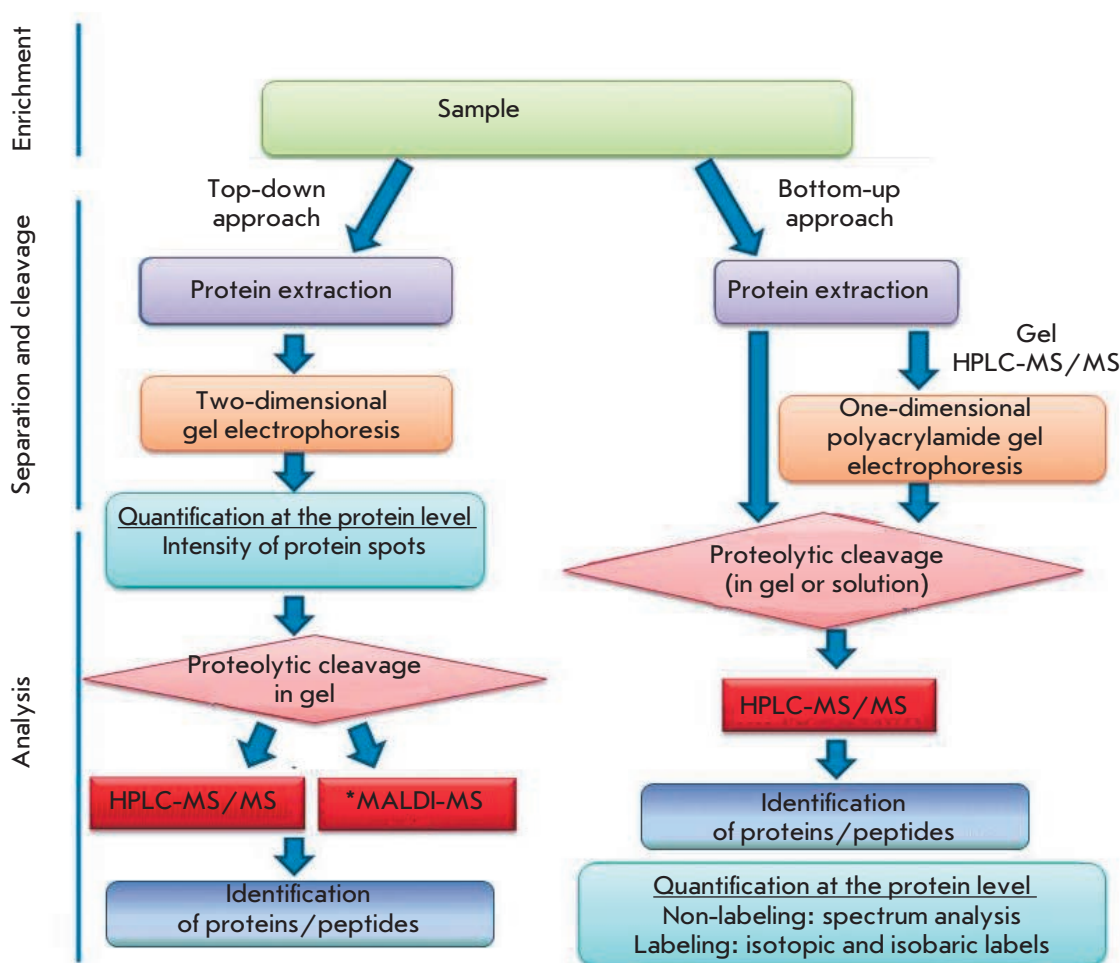 Enrichment
Sample
Top-down
approach
Bottom-up
approach
Separation and cleavage
Protein extraction
Two-dimensional
gel electrophoresis
Quantification at the protein level
Intensity of protein spots
Analysis
Proteolytic cleavage
in gel
HPLC-MS/MS
*MALDI-MS
Identification
of proteins/peptides
Protein extraction
Gel
HPLC-MS/MS
One-dimensional
polyacrylamide gel
electrophoresis
Proteolytic cleavage
(in gel or solution)
HPLC-MS/MS
Identification
of proteins/peptides
Quantification at the protein level
Non-labeling: spectrum analysis
Labeling: isotopic and isobaric labels